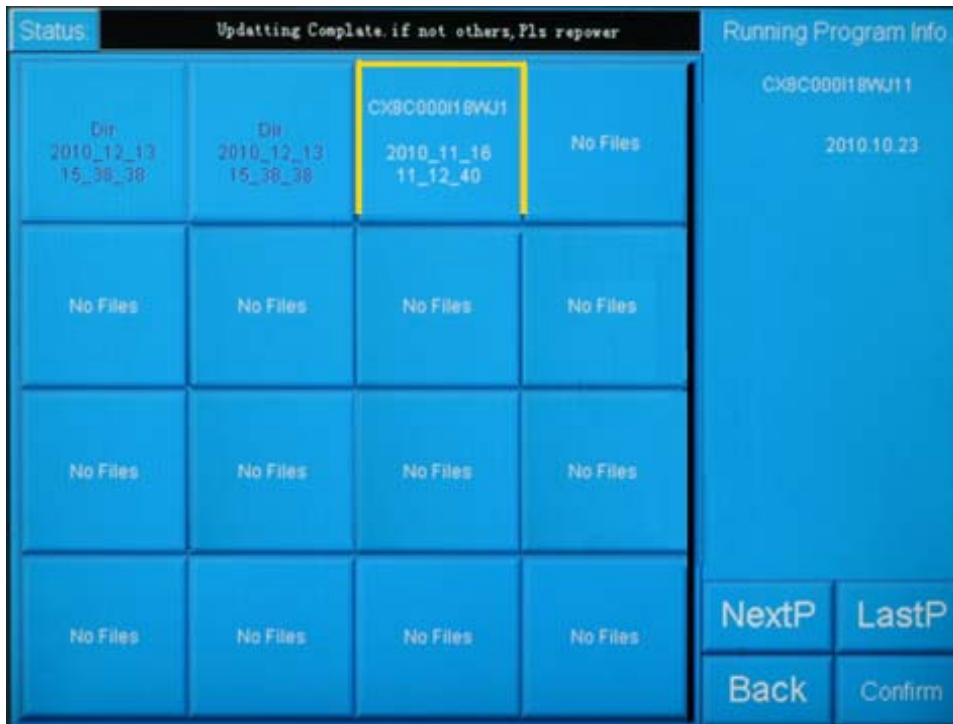 Status:
Updatting Complate.if not others,Pls repower
Running Program Info
Dir
2010_12_13
15_38_38
Dir
2010_12_13
15_38_38
CX8C000I18WJ1
2010_11_16
11_12_40
No Files
CX8C000I18WJ11
2010.10.23
No Files
No Files
No Files
No Files
No Files
No Files
No Files
No Files
No Files
No Files
No Files
No Files
NextP
LastP
Back
Confirm